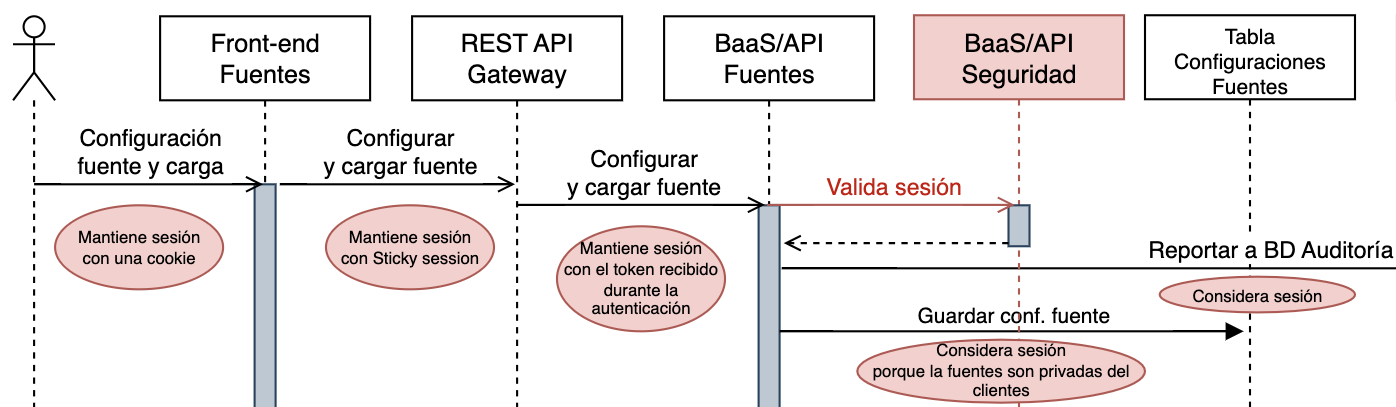 Front-end
Fuentes
REST API
Gateway
BaaS/API
Fuentes
BaaS/API
Seguridad
Tabla
Configuraciones
Fuentes
Configuración
fuente y carga
Configurar
y cargar fuente
Configurar
y cargar fuente
Valida sesión
Mantiene sesión
con una cookie
Mantiene sesión
con Sticky session
Mantiene sesión
con el token recibido
durante la
autenticación
Reportar a BD Auditoría
Considera sesión
Guardar conf. fuente
Considera sesión
porque la fuentes son privadas del
clientes